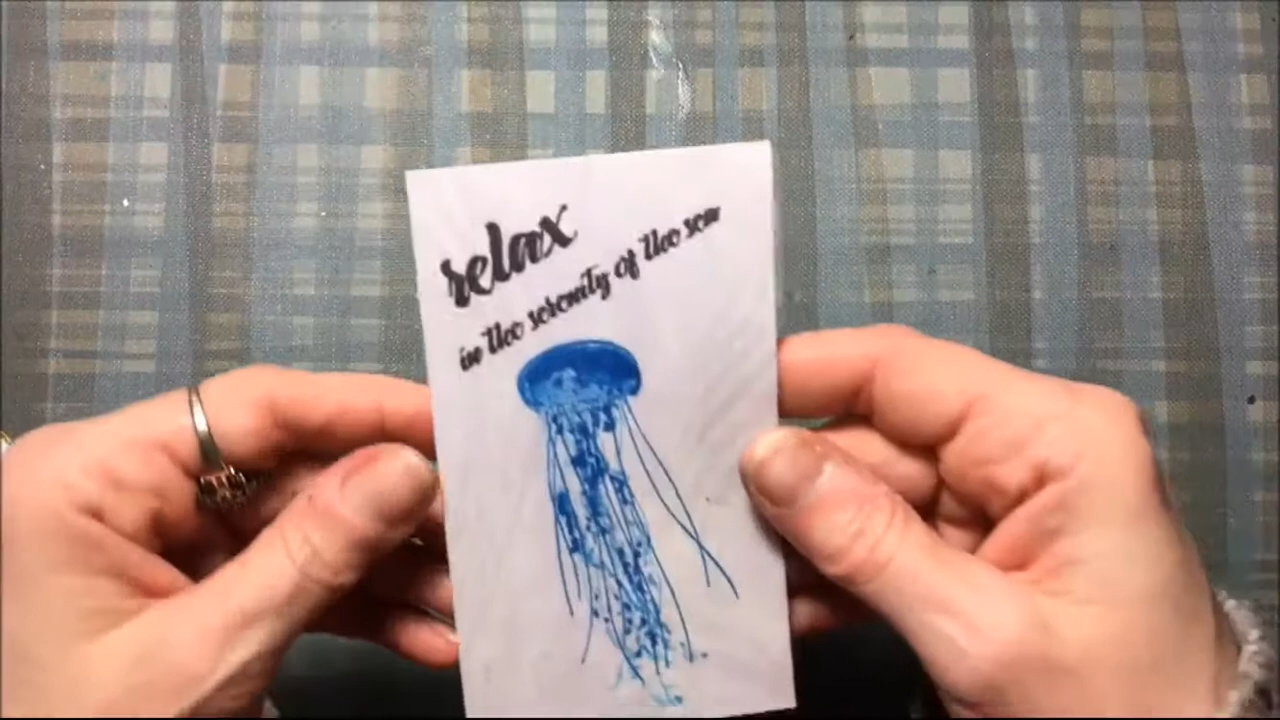 relax
in the serenity of the sea